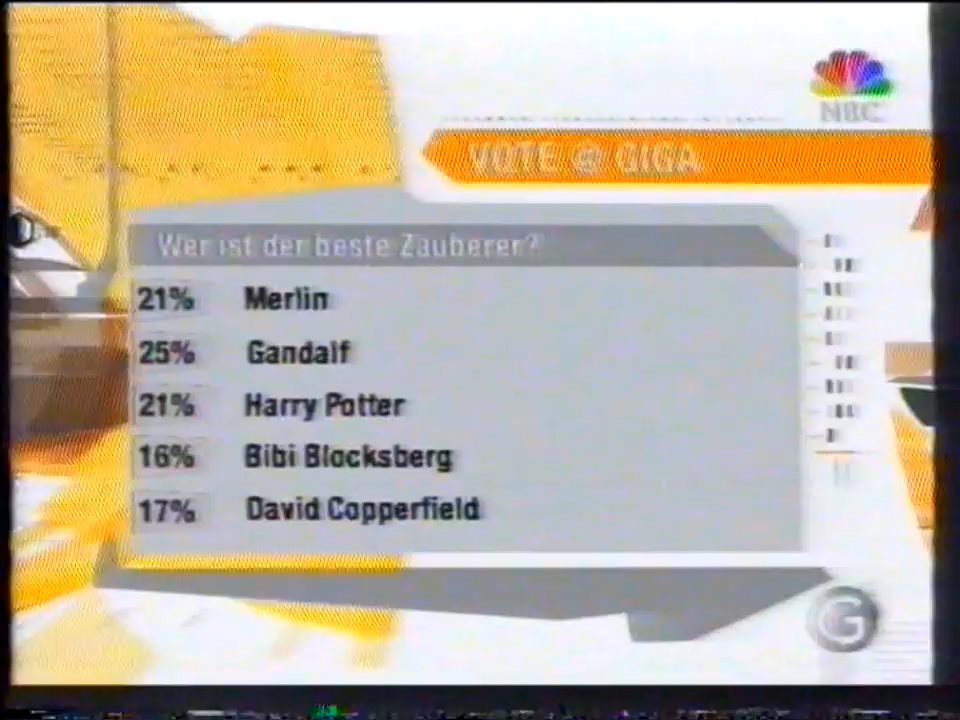 NBC
VOTE @ GIGA
Wer ist der beste Zauberer?
21% Merlin
25% Gandalf
21% Harry Potter
16% Bibi Blocksberg
17% David Copperfield
G